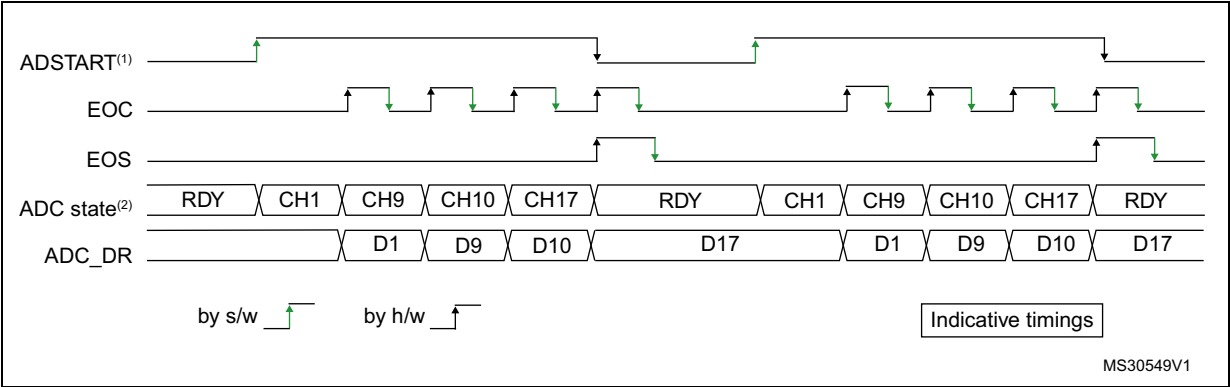 ADSTART(1)
EOC
EOS
ADC state(2) RDY CH1 CH9 CH10 CH17 RDY CH1 CH9 CH10 CH17 RDY
ADC_DR D1 D9 D10 D17 D1 D9 D10 D17
by s/w by h/w Indicative timings
MS30549V1